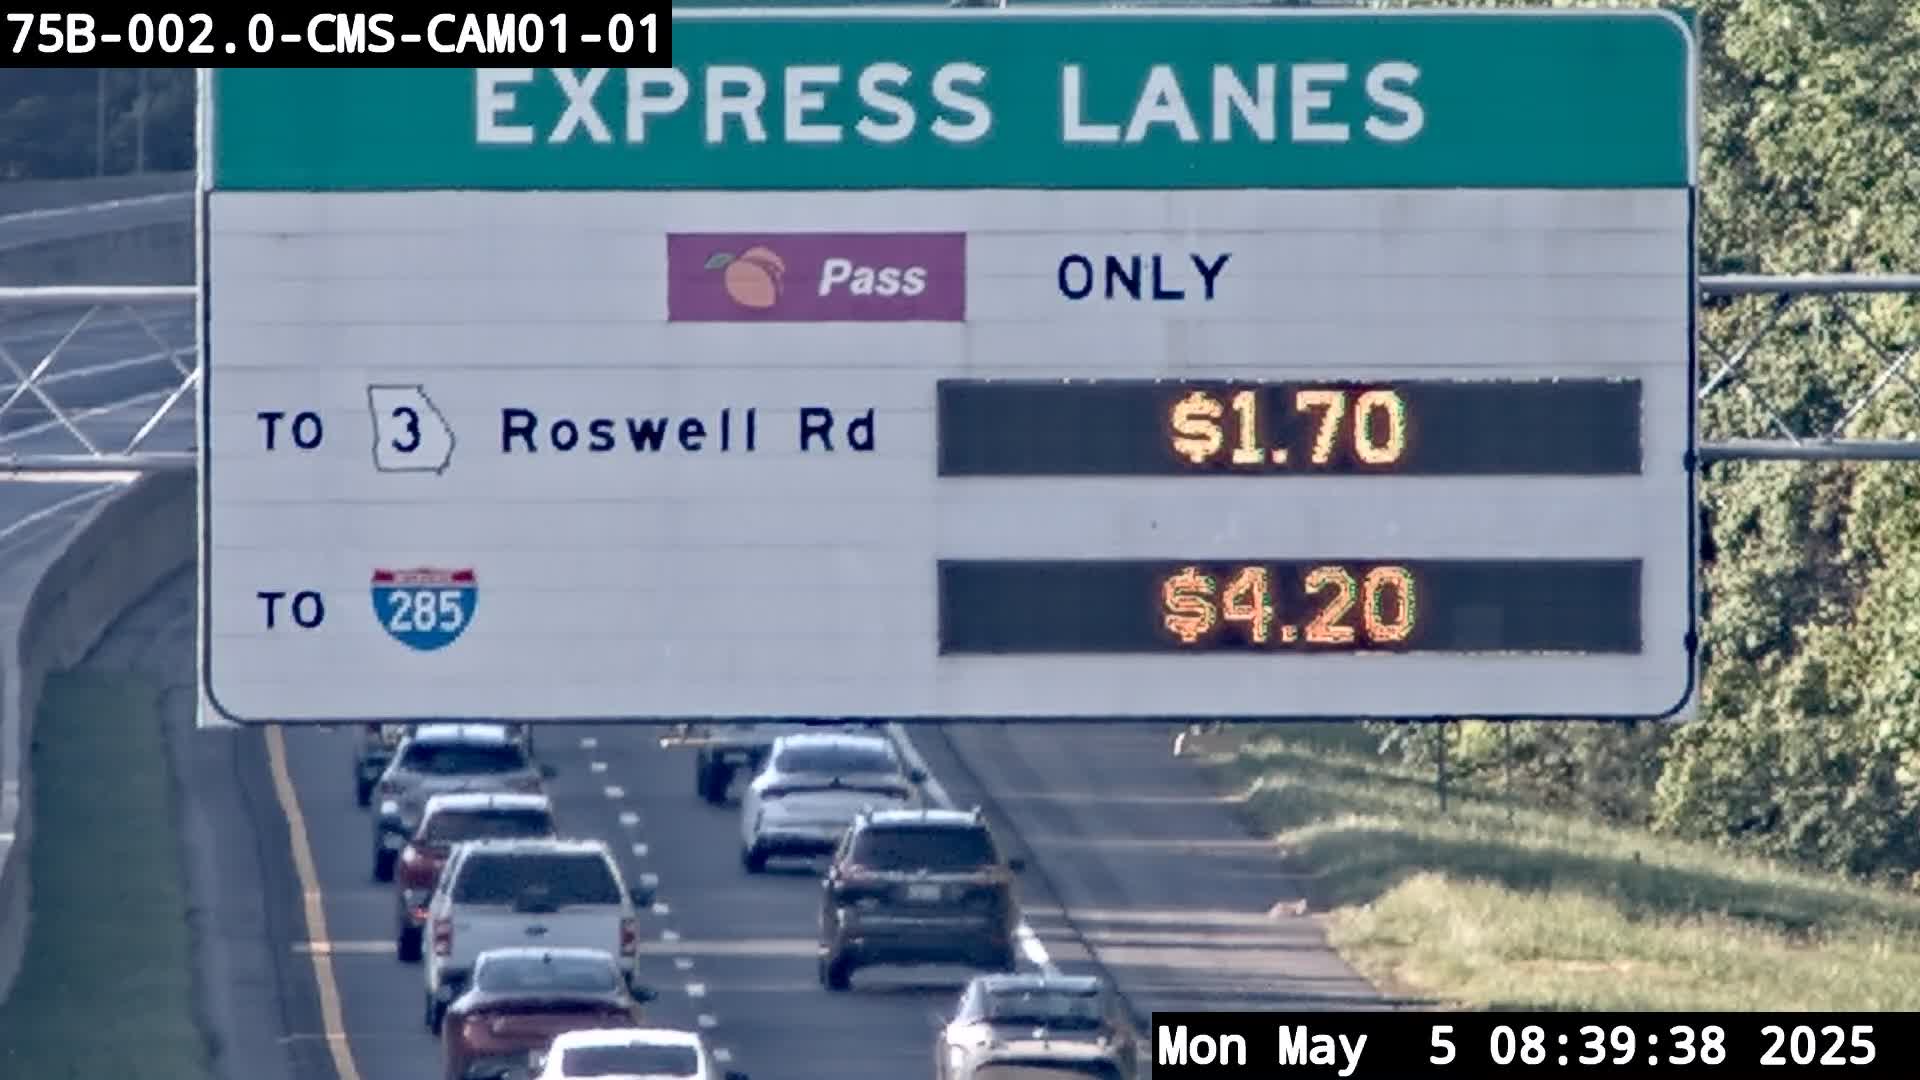 75B-002.0-CMS-CAM01-01
EXPRESS LANES
Pass ONLY
TO 3 Roswell Rd $1.70
TO 285 $4.20
Mon May 5 08:39:38 2025